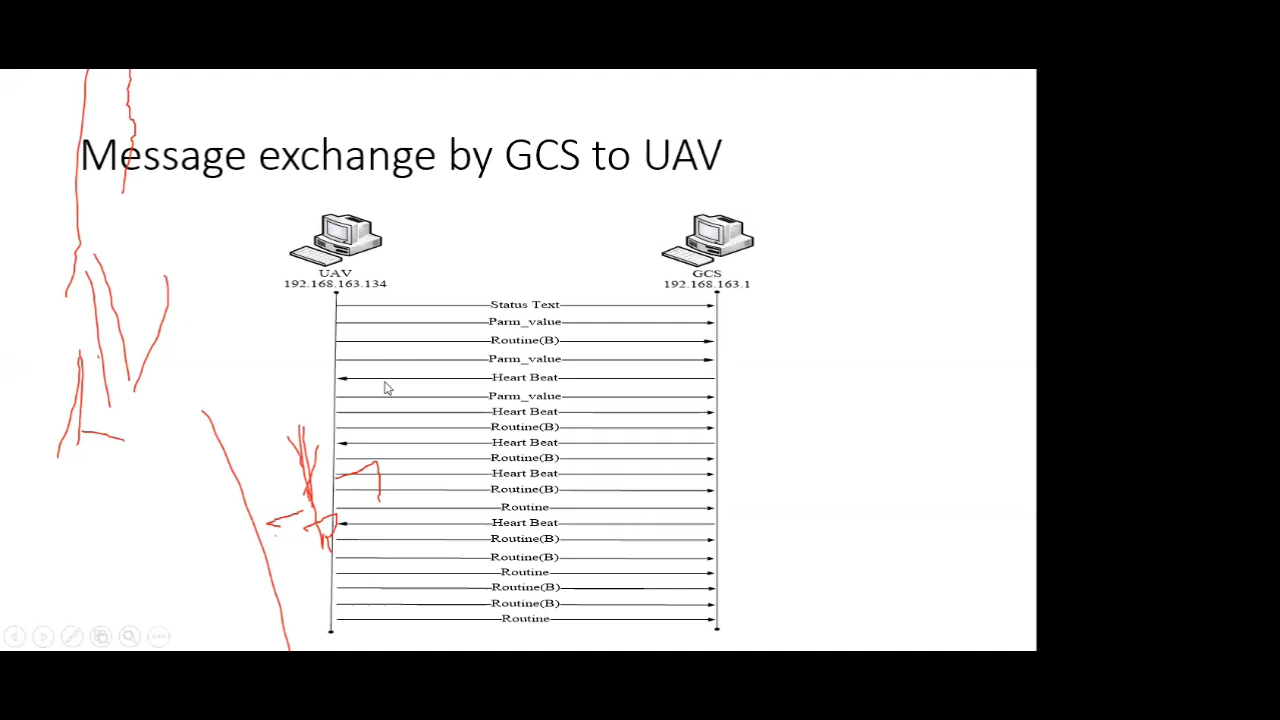 Message exchange by GCS to UAV
UAV
192.168.163.134
GCS
192.168.163.1
Status Text
Parm_value
Routine(B)
Parm_value
Heart Beat
Parm_value
Heart Beat
Routine(B)
Heart Beat
Routine(B)
Heart Beat
Routine(B)
Routine
Heart Beat
Routine(B)
Routine(B)
Routine
Routine(B)
Routine(B)
Routine